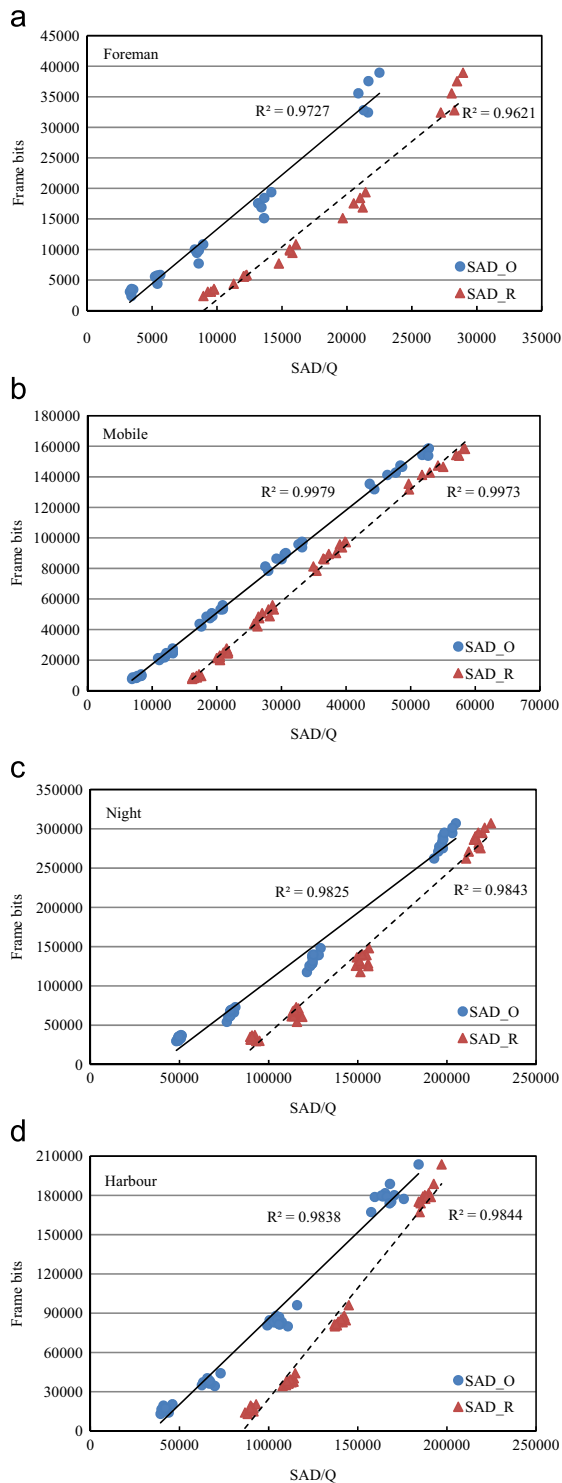 a
Foreman
45000
40000
35000
30000
25000
20000
15000
10000
5000
0
Frame bits
R² = 0.9727
R² = 0.9621
SAD_O
SAD_R
0 5000 10000 15000 20000 25000 30000 35000
SAD/Q
b
Mobile
180000
160000
140000
120000
100000
80000
60000
40000
20000
0
Frame bits
R² = 0.9979
R² = 0.9973
SAD_O
SAD_R
0 10000 20000 30000 40000 50000 60000 70000
SAD/Q
c
Night
350000
300000
250000
200000
150000
100000
50000
0
Frame bits
R² = 0.9825
R² = 0.9843
SAD_O
SAD_R
0 50000 100000 150000 200000 250000
SAD/Q
d
Harbour
210000
180000
150000
120000
90000
60000
30000
0
Frame bits
R² = 0.9838
R² = 0.9844
SAD_O
SAD_R
0 50000 100000 150000 200000 250000
SAD/Q